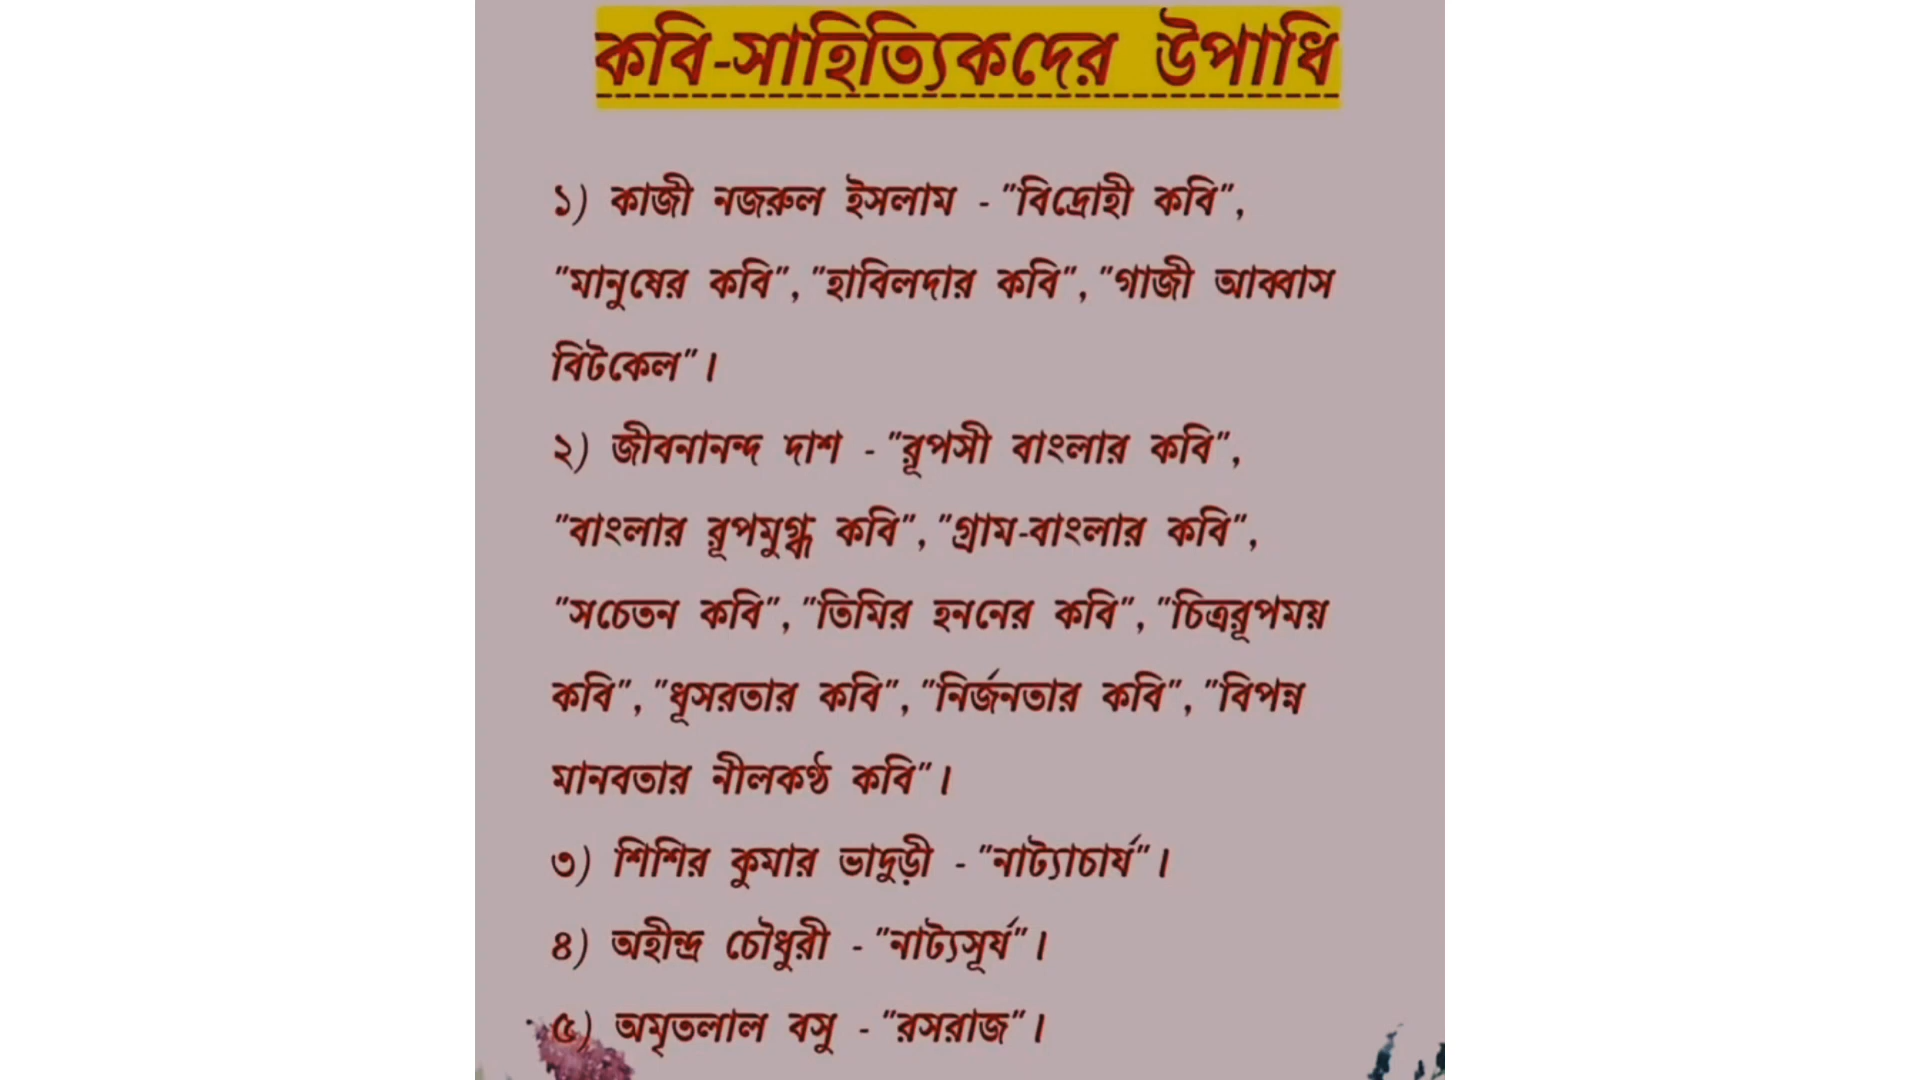 কবি-সাহিত্যিকদের উপাধি
১) কাজী নজরুল ইসলাম - "বিদ্রোহী কবি",
"মানুষের কবি", "হাবিলদার কবি", "গাজী আব্বাস
বিটকেল"।
২) জীবনানন্দ দাশ - "রূপসী বাংলার কবি",
"বাংলার রূপমুগ্ধ কবি", "গ্রাম-বাংলার কবি",
"সচেতন কবি", "তিমির হননের কবি", "চিত্ররূপময়
কবি", "ধূসরতার কবি", "নির্জনতার কবি", "বিপন্ন
মানবতার নীলকণ্ঠ কবি"।
৩) শিশির কুমার ভাদুড়ী - "নাট্যাচার্য"।
৪) অহীন্দ্র চৌধুরী - "নাট্যসূর্য"।
৫) অমৃতলাল বসু - "রসরাজ"।